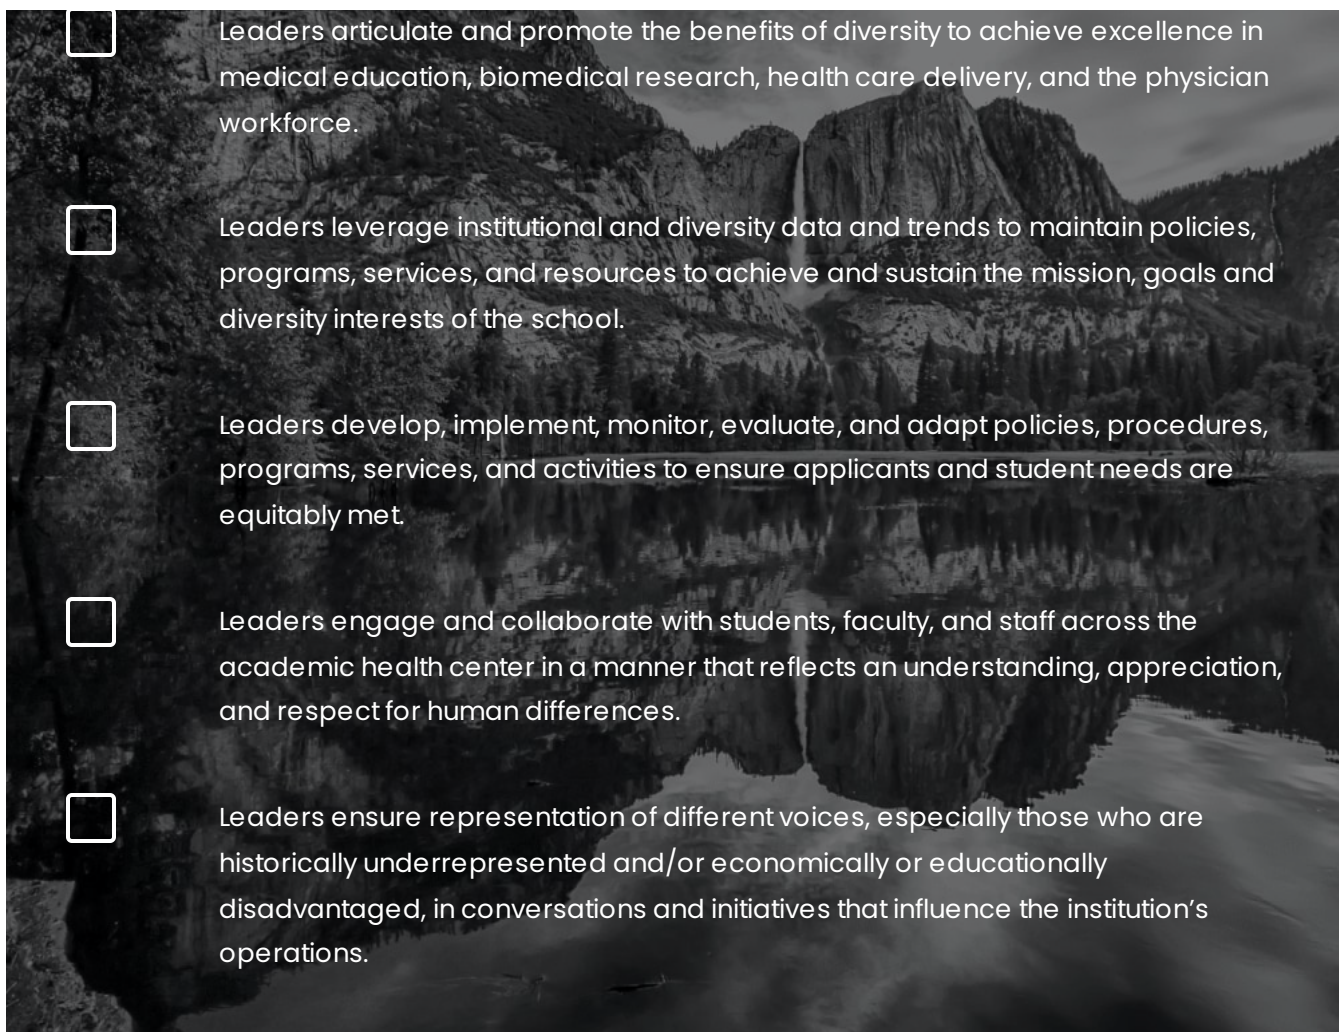 Leaders articulate and promote the benefits of diversity to achieve excellence in
medical education, biomedical research, health care delivery, and the physician
workforce.
Leaders leverage institutional and diversity data and trends to maintain policies,
programs, services, and resources to achieve and sustain the mission, goals and
diversity interests of the school.
Leaders develop, implement, monitor, evaluate, and adapt policies, procedures,
programs, services, and activities to ensure applicants and student needs are
equitably met.
Leaders engage and collaborate with students, faculty, and staff across the
academic health center in a manner that reflects an understanding, appreciation,
and respect for human differences.
Leaders ensure representation of different voices, especially those who are
historically underrepresented and/or economically or educationally
disadvantaged, in conversations and initiatives that influence the institution’s
operations.